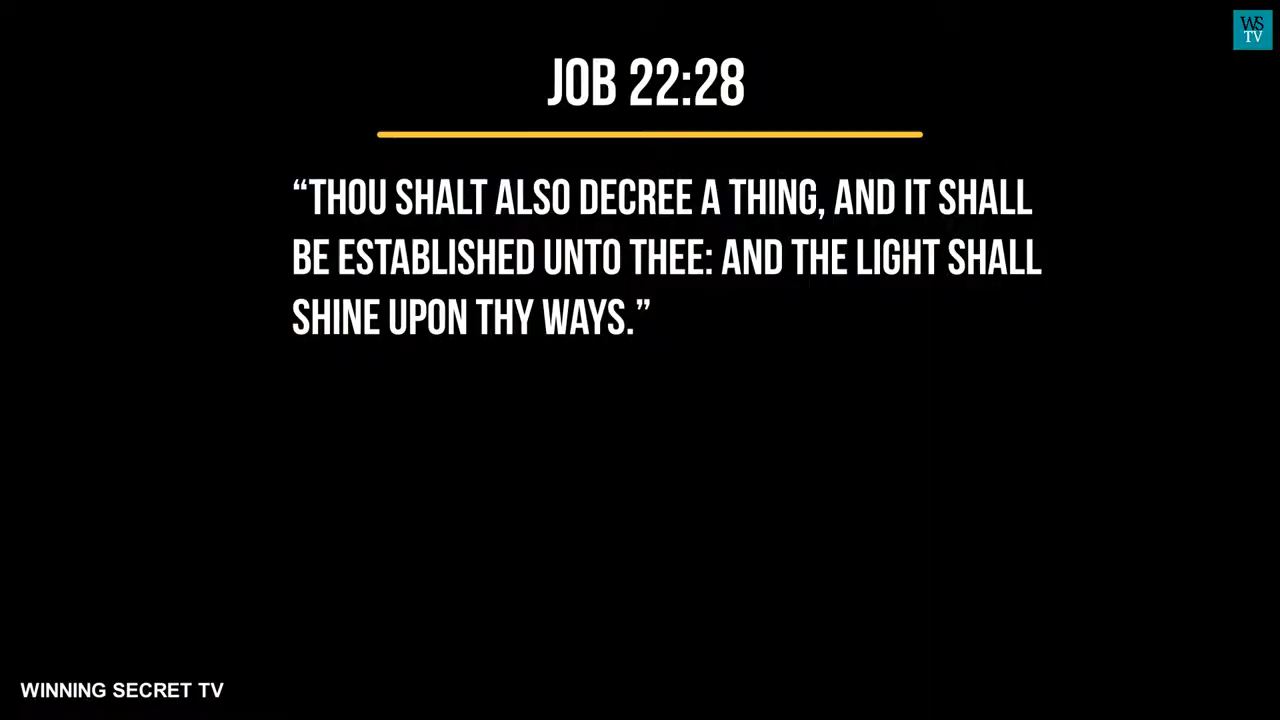 WS
TV
JOB 22:28
“THOU SHALT ALSO DECREE A THING, AND IT SHALL
BE ESTABLISHED UNTO THEE: AND THE LIGHT SHALL
SHINE UPON THY WAYS.”
WINNING SECRET TV